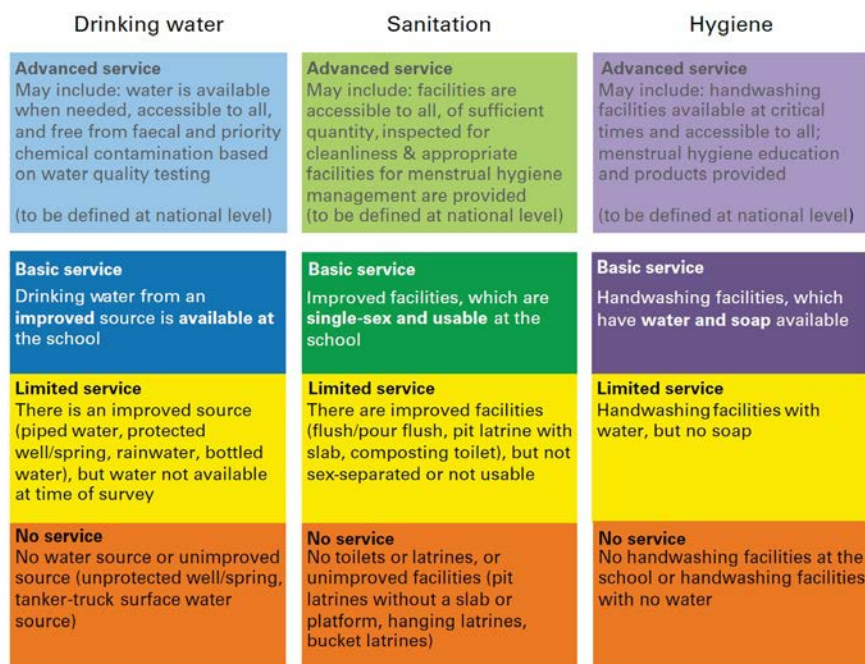 Drinking water
Advanced service
May include: water is available
when needed, accessible to all,
and free from faecal and priority
chemical contamination based
on water quality testing
(to be defined at national level)
Basic service
Drinking water from an
improved source is available at
the school
Limited service
There is an improved source
(piped water, protected
well/spring, rainwater, bottled
water), but water not available
at time of survey
No service
No water source or unimproved
source (unprotected well/spring,
tanker-truck surface water
source)
Sanitation
Advanced service
May include: facilities are
accessible to all, of sufficient
quantity, inspected for
cleanliness & appropriate
facilities for menstrual hygiene
management are provided
(to be defined at national level)
Basic service
Improved facilities, which are
single-sex and usable at the
school
Limited service
There are improved facilities
(flush/pour flush, pit latrine with
slab, composting toilet), but not
sex-separated or not usable
No service
No toilets or latrines, or
unimproved facilities (pit
latrines without a slab or
platform, hanging latrines,
bucket latrines)
Hygiene
Advanced service
May include: handwashing
facilities available at critical
times and accessible to all;
menstrual hygiene education
and products provided
(to be defined at national level)
Basic service
Handwashing facilities, which
have water and soap available
Limited service
Handwashing facilities with
water, but no soap
No service
No handwashing facilities at the
school or handwashing facilities
with no water